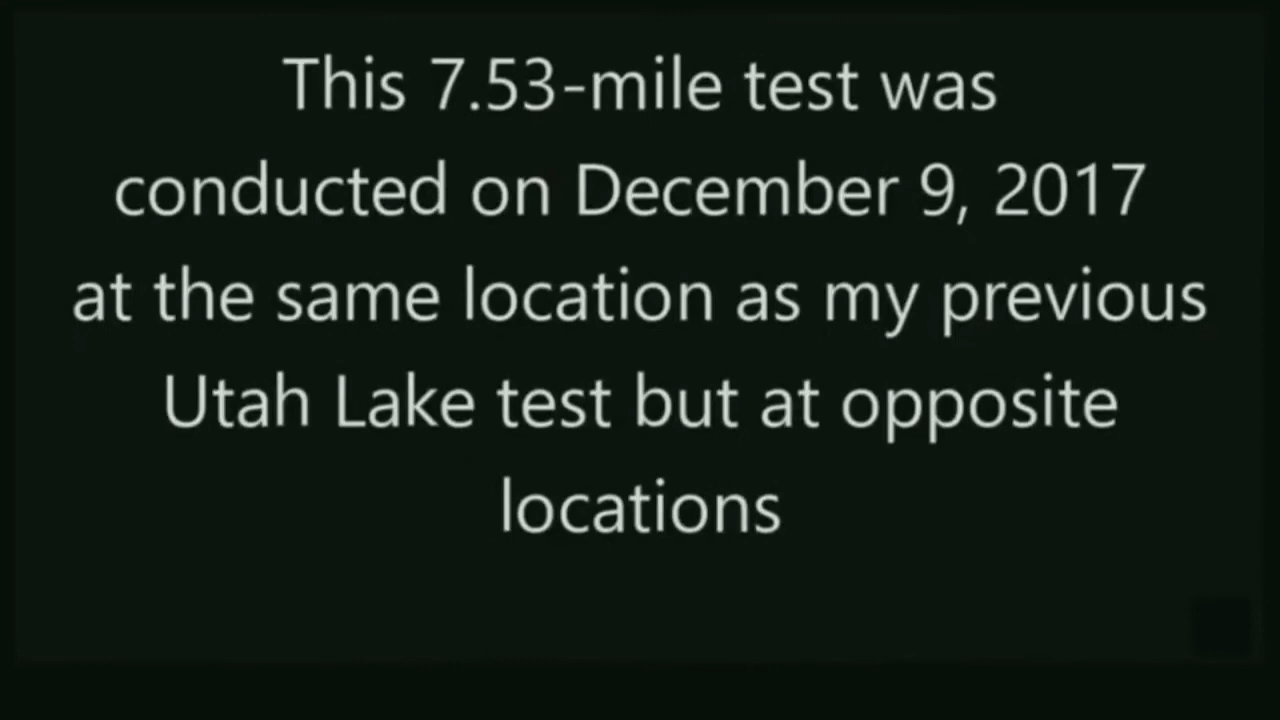 This 7.53-mile test was
conducted on December 9, 2017
at the same location as my previous
Utah Lake test but at opposite
locations